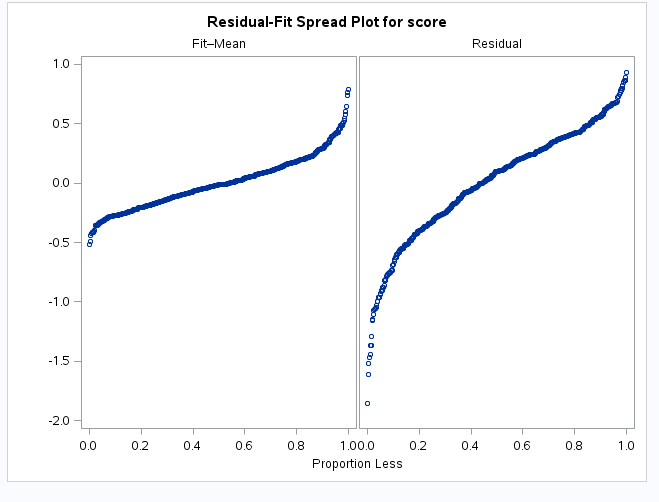 Residual-Fit Spread Plot for score
Fit–Mean Residual
1.0
0.5
0.0
-0.5
-1.0
-1.5
-2.0
0.0 0.2 0.4 0.6 0.8 1.0 0.0 0.2 0.4 0.6 0.8 1.0
Proportion Less